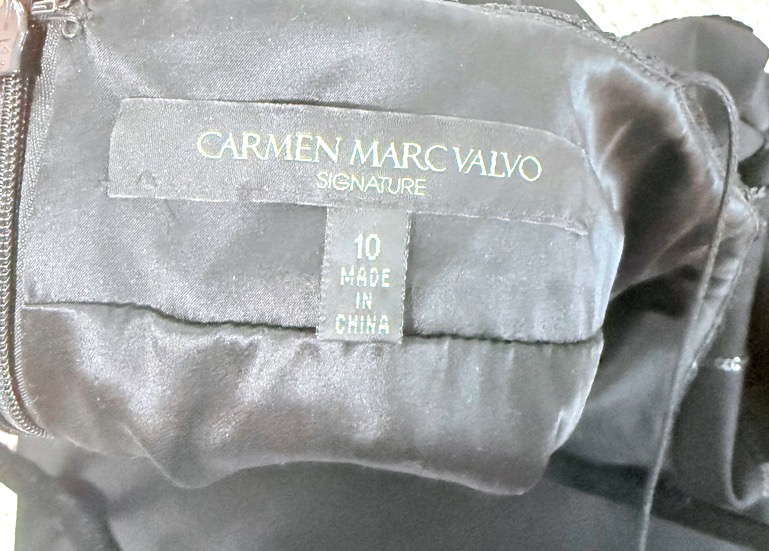 CARMEN MARC VALVO
SIGNATURE
10
MADE
IN
CHINA